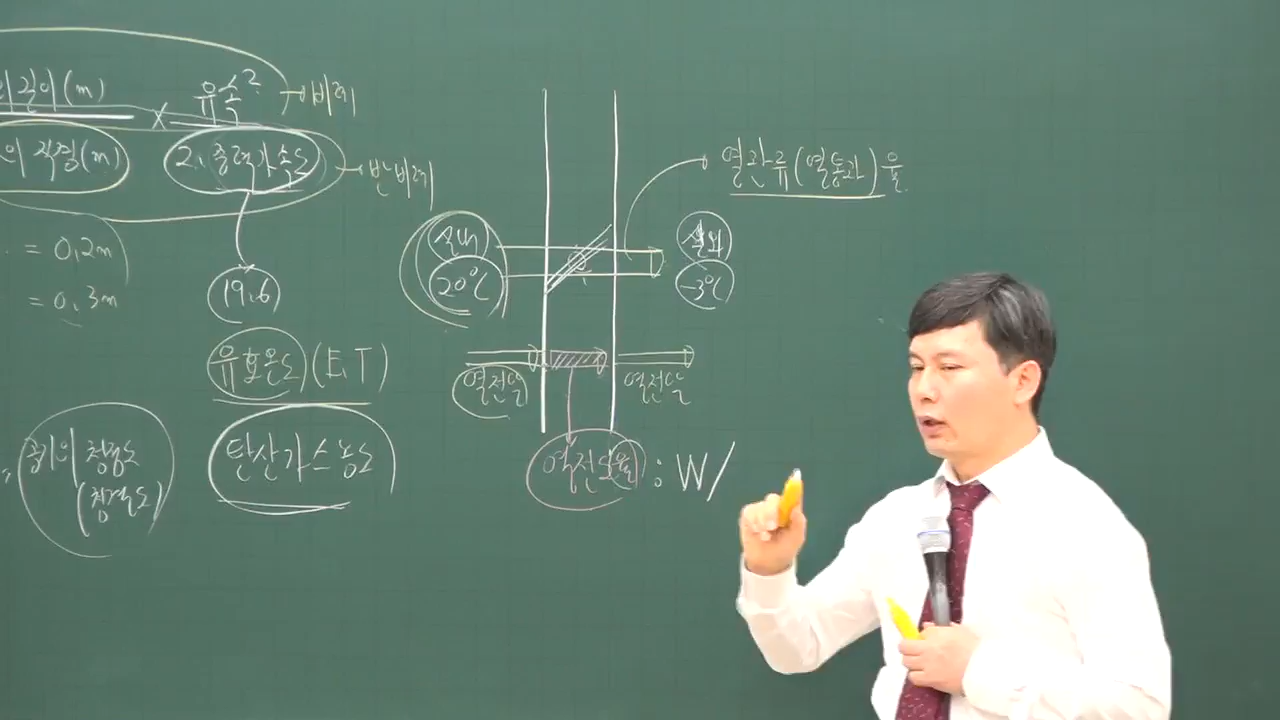 의 길이(m) × 유속² → 비례
의 직경(m) 2.중력가속도 → 반비례
= 0.2m
= 0.3m
19.6
유효온도 (E.T)
공기의 청정도
(청결도)
탄산가스농도
열관류(열통과)율
실내
20℃
실외
-3℃
열전달
열전달
열전도율 : W/